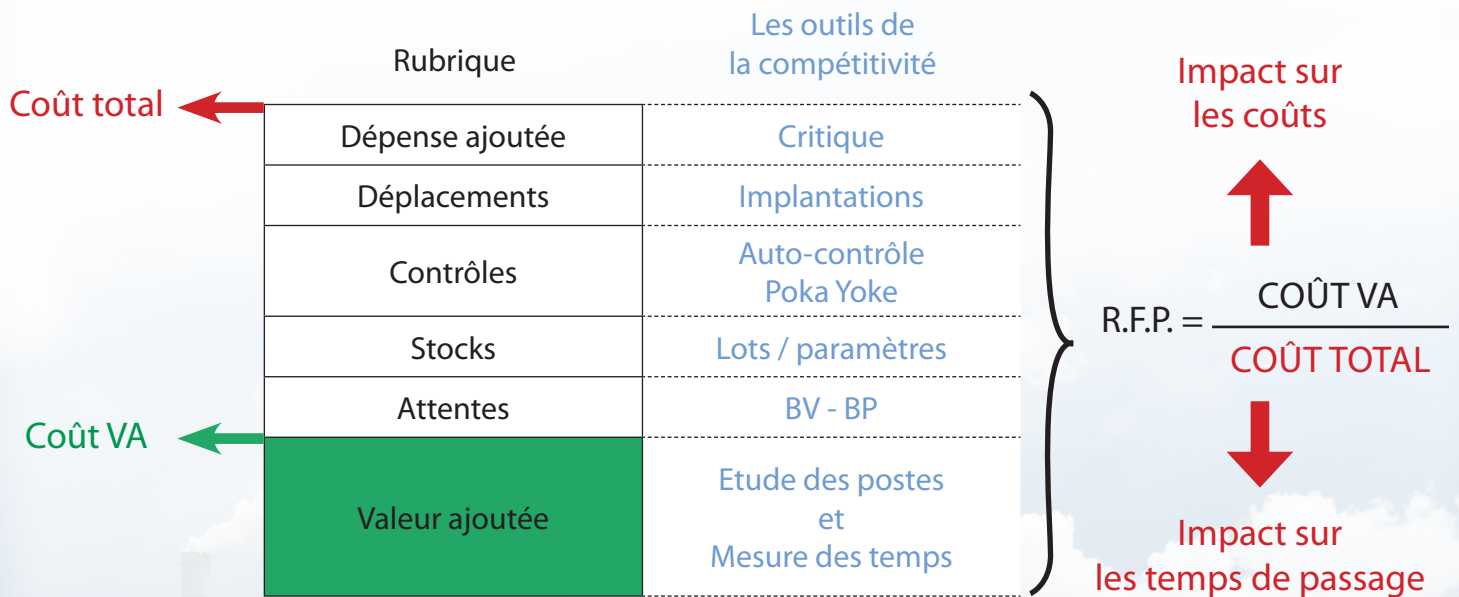 Rubrique
Les outils de
la compétitivité
Coût total
Dépense ajoutée
Critique
Déplacements
Implantations
Contrôles
Auto-contrôle
Poka Yoke
Stocks
Lots / paramètres
Attentes
BV - BP
Coût VA
Valeur ajoutée
Etude des postes
et
Mesure des temps
Impact sur
les coûts
R.F.P. =
COÛT VA
COÛT TOTAL
Impact sur
les temps de passage